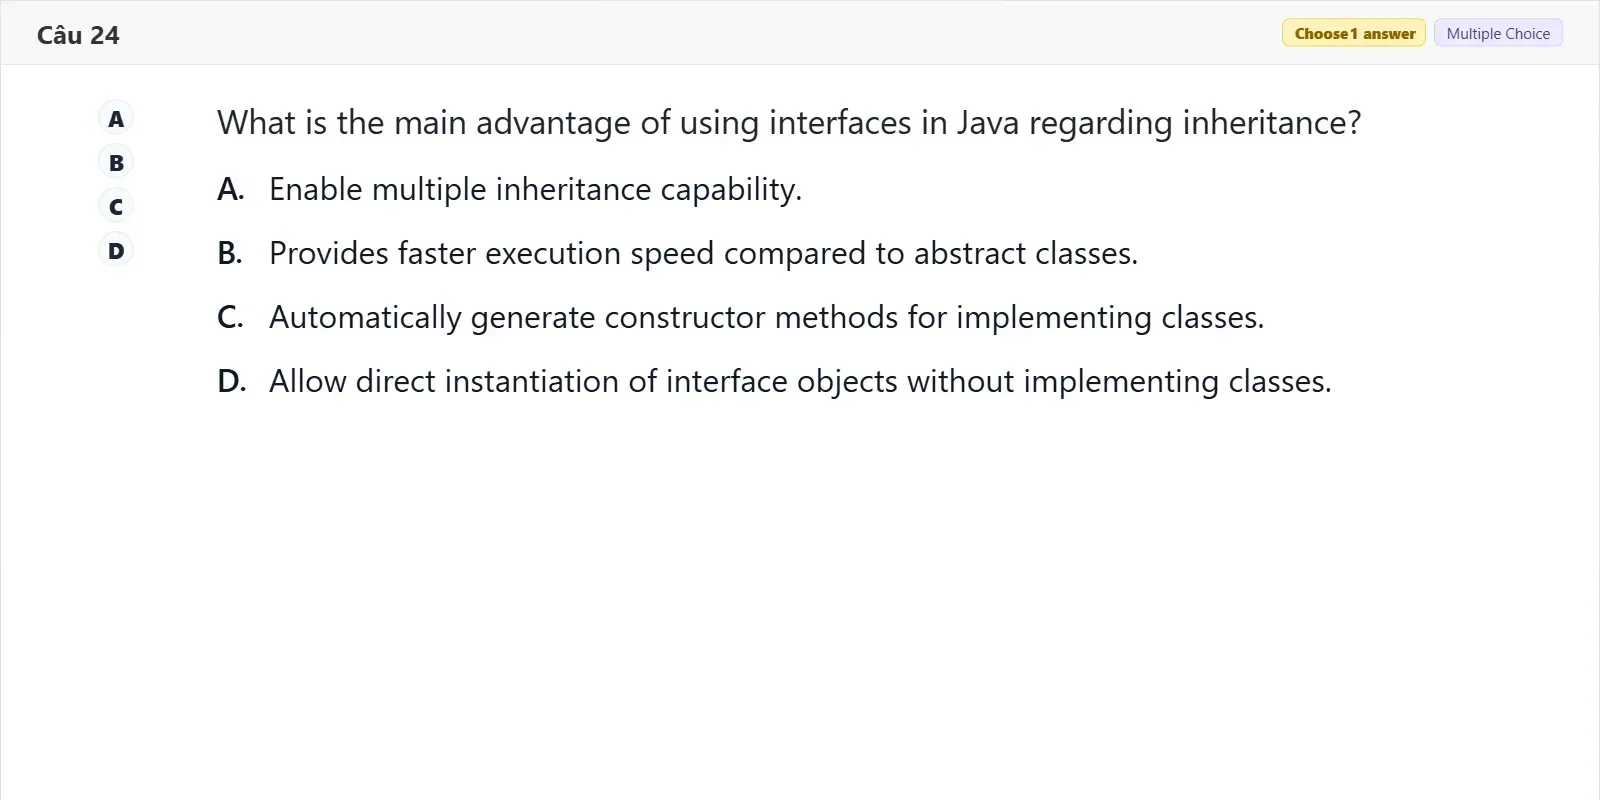 Câu 24
Choose1 answer
Multiple Choice
A
B
C
D
What is the main advantage of using interfaces in Java regarding inheritance?
A. Enable multiple inheritance capability.
B. Provides faster execution speed compared to abstract classes.
C. Automatically generate constructor methods for implementing classes.
D. Allow direct instantiation of interface objects without implementing classes.